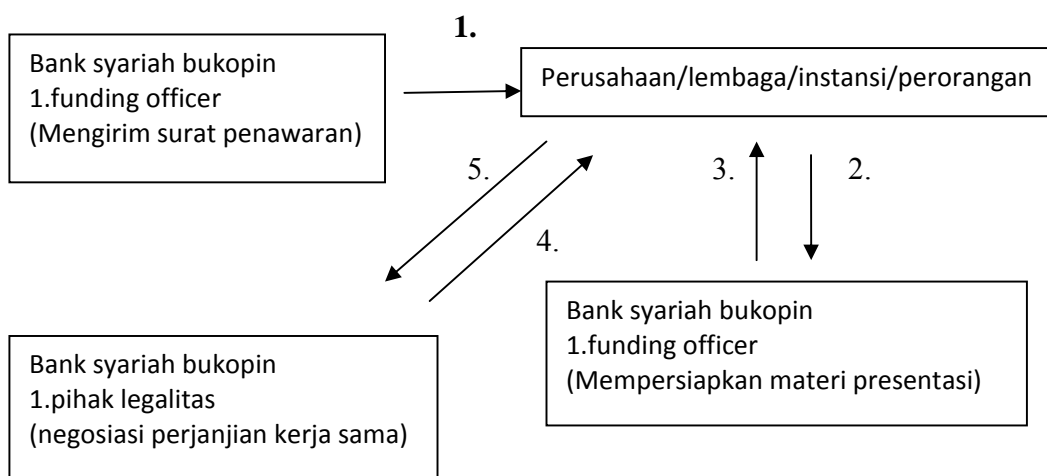 1.
Bank syariah bukopin
1.funding officer
(Mengirim surat penawaran)
Perusahaan/lembaga/instansi/perorangan
5.
4.
3.
2.
Bank syariah bukopin
1.pihak legalitas
(negosiasi perjanjian kerja sama)
Bank syariah bukopin
1.funding officer
(Mempersiapkan materi presentasi)